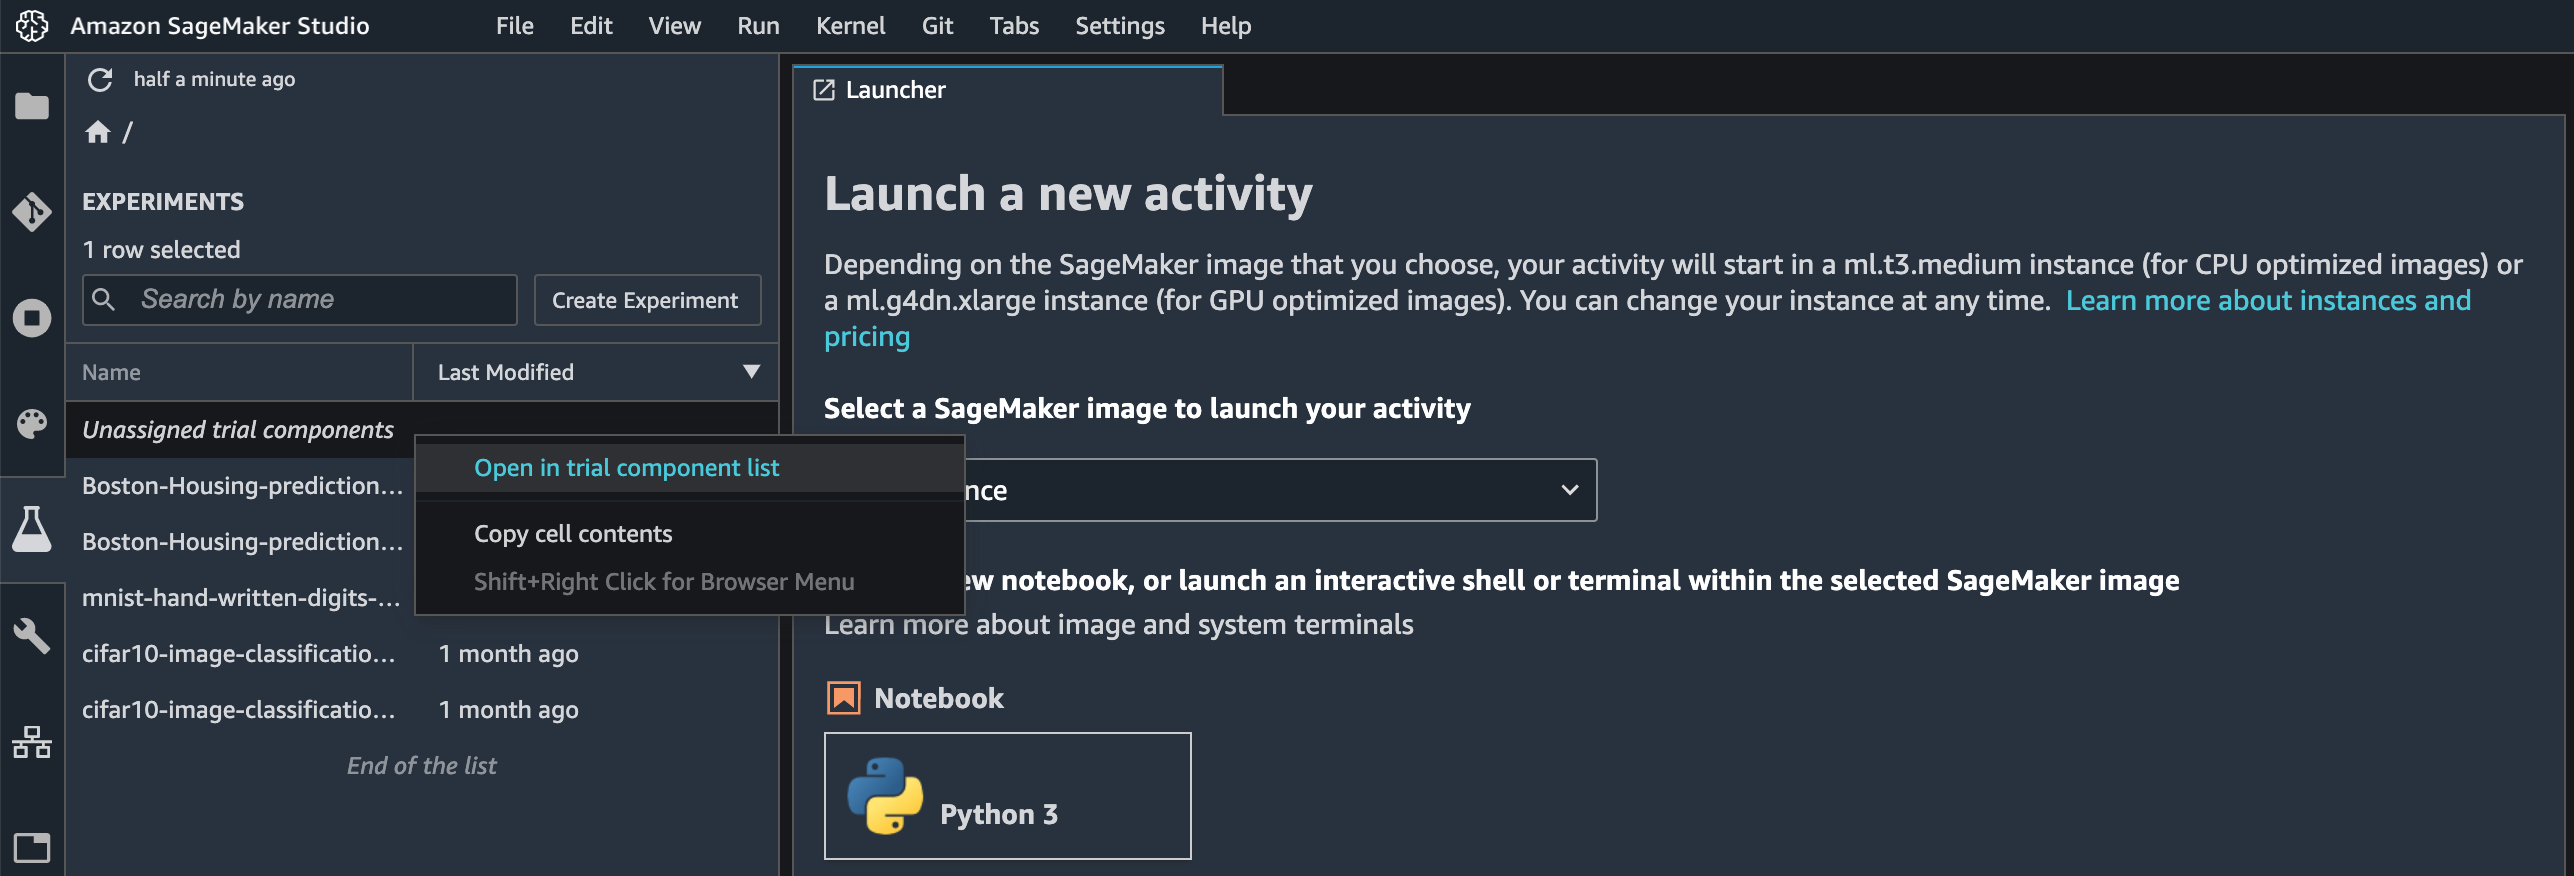 Amazon SageMaker Studio File Edit View Run Kernel Git Tabs Settings Help
half a minute ago
/
EXPERIMENTS
1 row selected
Search by name Create Experiment
Name Last Modified
Unassigned trial components
Boston-Housing-prediction...
Boston-Housing-prediction...
mnist-hand-written-digits-...
cifar10-image-classificatio... 1 month ago
cifar10-image-classificatio... 1 month ago
End of the list
Open in trial component list
Copy cell contents
Shift+Right Click for Browser Menu
Launcher
Launch a new activity
Depending on the SageMaker image that you choose, your activity will start in a ml.t3.medium instance (for CPU optimized images) or
a ml.g4dn.xlarge instance (for GPU optimized images). You can change your instance at any time. Learn more about instances and
pricing
Select a SageMaker image to launch your activity
notebook, or launch an interactive shell or terminal within the selected SageMaker image
Learn more about image and system terminals
Notebook
Python 3